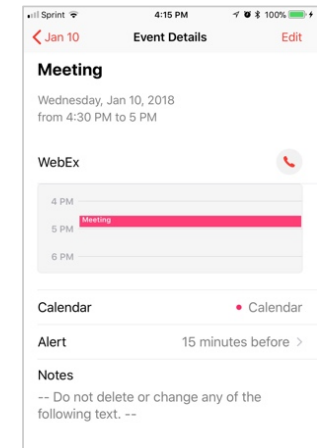 Sprint 4:15 PM 100%
Jan 10 Event Details Edit
Meeting
Wednesday, Jan 10, 2018
from 4:30 PM to 5 PM
WebEx
4 PM
Meeting
5 PM
6 PM
Calendar • Calendar
Alert 15 minutes before >
Notes
-- Do not delete or change any of the
following text. --